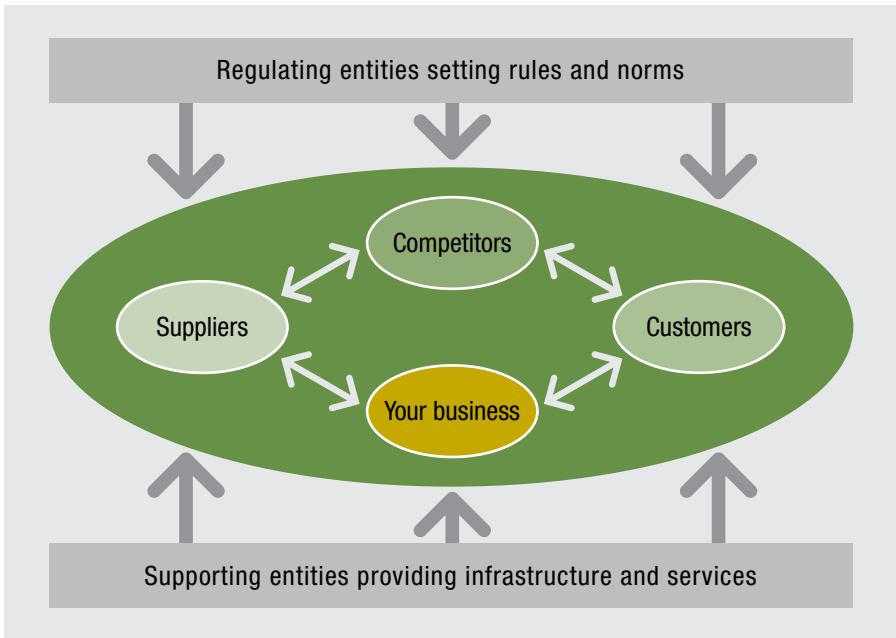 Regulating entities setting rules and norms
Competitors
Suppliers
Customers
Your business
Supporting entities providing infrastructure and services